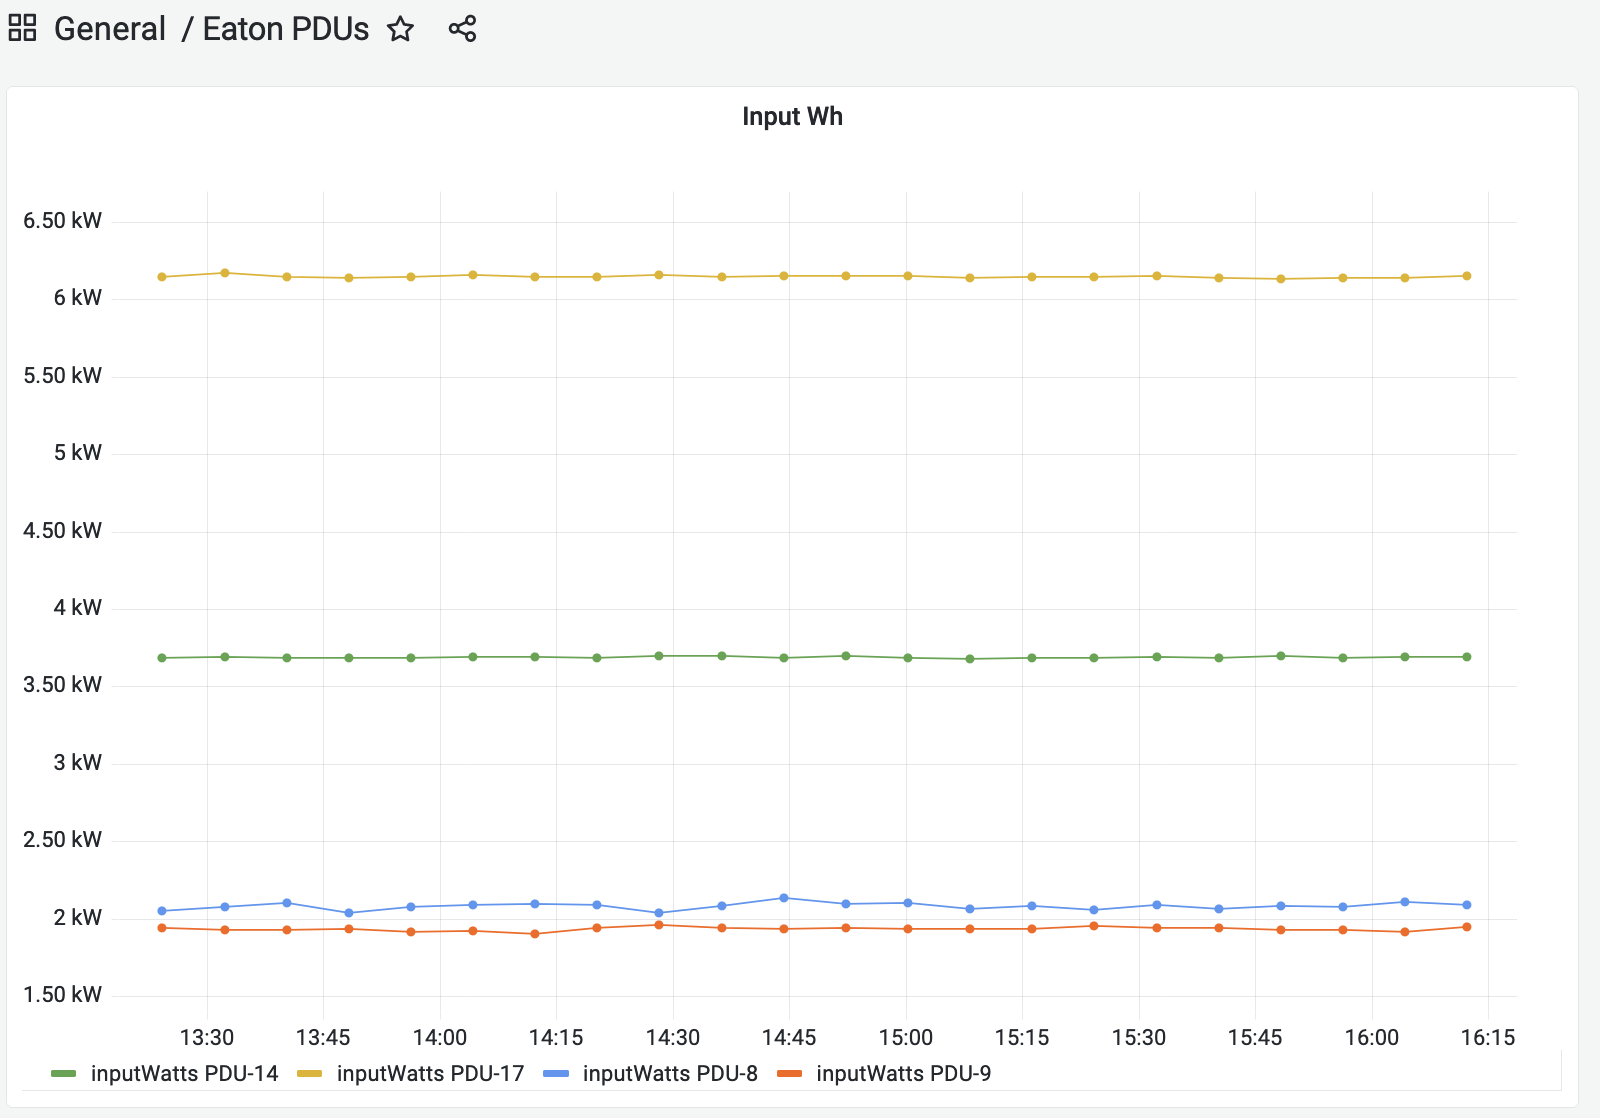 General / Eaton PDUs
Input Wh
6.50 kW
6 kW
5.50 kW
5 kW
4.50 kW
4 kW
3.50 kW
3 kW
2.50 kW
2 kW
1.50 kW
13:30 13:45 14:00 14:15 14:30 14:45 15:00 15:15 15:30 15:45 16:00 16:15
inputWatts PDU-14 inputWatts PDU-17 inputWatts PDU-8 inputWatts PDU-9